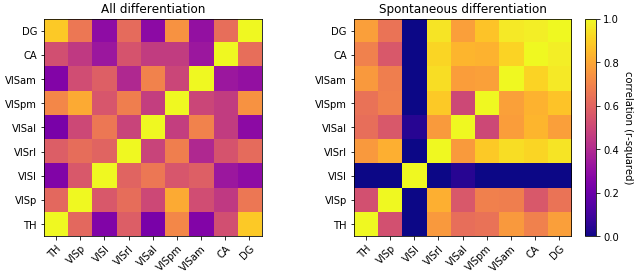 All differentiation
DG
CA
VISam
VISpm
VISal
VISrl
VISl
VISp
TH
TH
VISp
VISl
VISrl
VISal
VISpm
VISam
CA
DG
Spontaneous differentiation
DG
CA
VISam
VISpm
VISal
VISrl
VISl
VISp
TH
TH
VISp
VISl
VISrl
VISal
VISpm
VISam
CA
DG
1.0
0.8
0.6
0.4
0.2
0.0
correlation (r-squared)